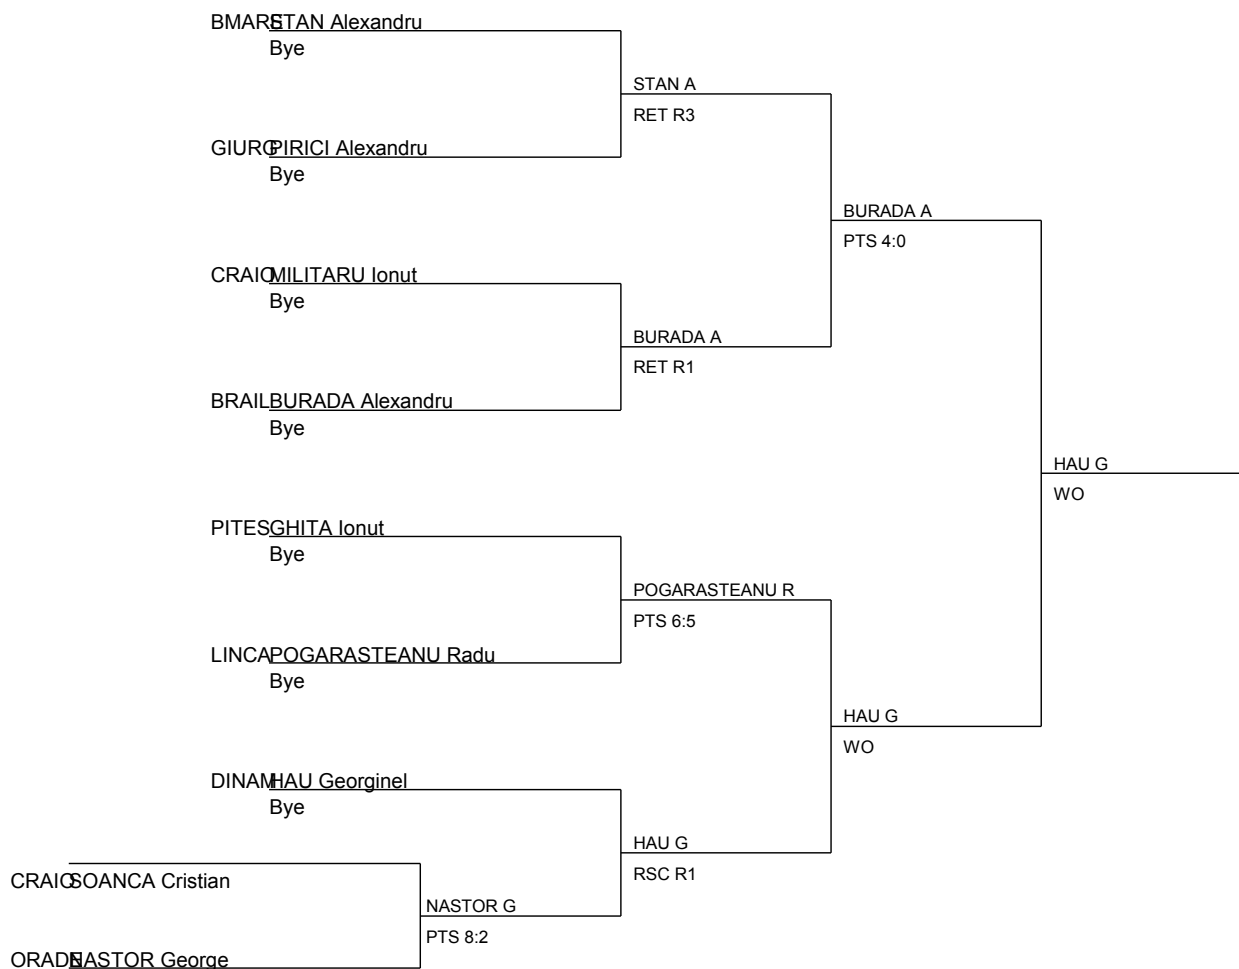 BMARE STAN Alexandru
Bye
STAN A
RET R3
GIURG PIRICI Alexandru
Bye
BURADA A
PTS 4:0
CRAIO MILITARU Ionut
Bye
BURADA A
RET R1
BRAIL BURADA Alexandru
Bye
HAU G
WO
PITES GHITA Ionut
Bye
POGARASTEANU R
PTS 6:5
LINCA POGARASTEANU Radu
Bye
HAU G
WO
DINAM HAU Georginel
Bye
HAU G
RSC R1
CRAIO SOANCA Cristian
NASTOR G
PTS 8:2
ORADE NASTOR George